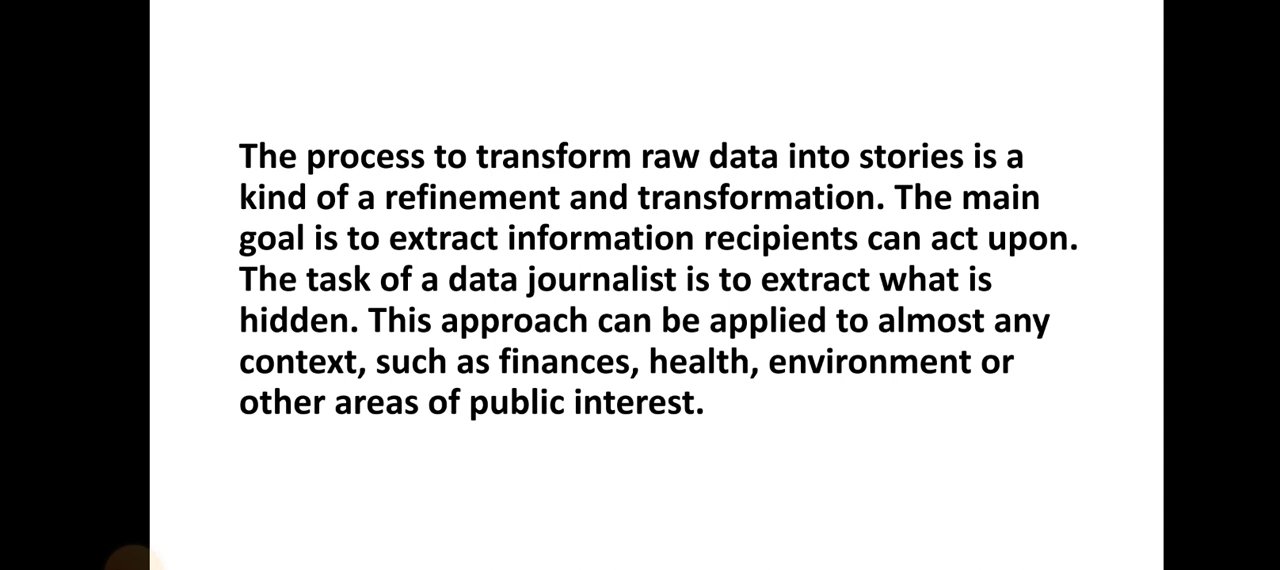 The process to transform raw data into stories is a
kind of a refinement and transformation. The main
goal is to extract information recipients can act upon.
The task of a data journalist is to extract what is
hidden. This approach can be applied to almost any
context, such as finances, health, environment or
other areas of public interest.